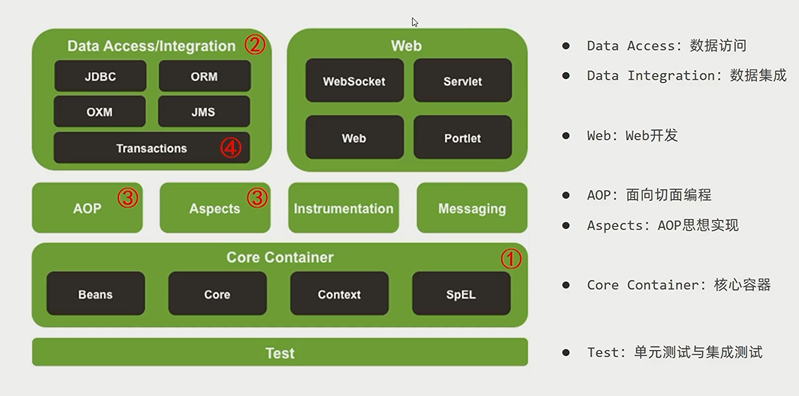 Data Access/Integration ②
JDBC ORM
OXM JMS
Transactions ④
Web
WebSocket Servlet
Web Portlet
AOP ③
Aspects ③
Instrumentation
Messaging
Core Container ①
Beans Core Context SpEL
Test
● Data Access：数据访问
● Data Integration：数据集成
● Web：Web开发
● AOP：面向切面编程
● Aspects：AOP思想实现
● Core Container：核心容器
● Test：单元测试与集成测试